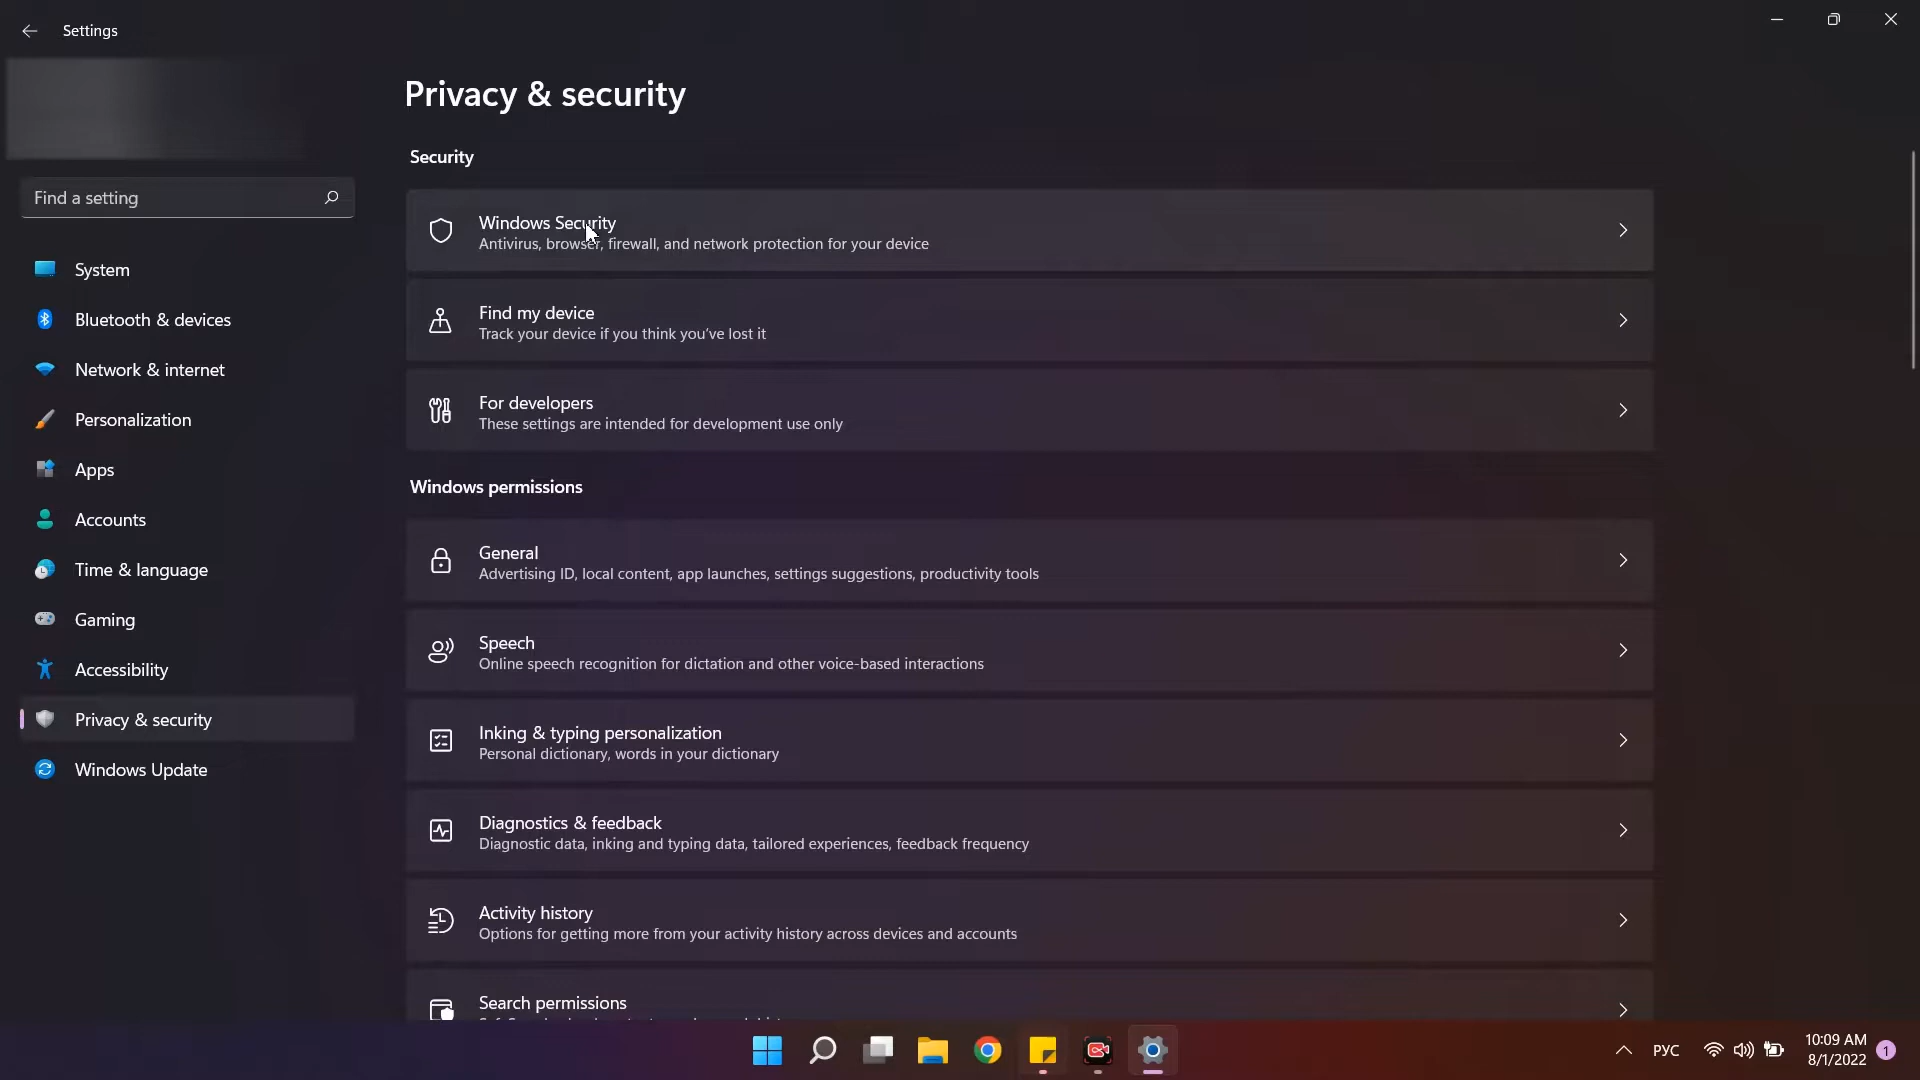 Settings
Find a setting
System
Bluetooth & devices
Network & internet
Personalization
Apps
Accounts
Time & language
Gaming
Accessibility
Privacy & security
Windows Update
Privacy & security
Security
Windows Security
Antivirus, browser, firewall, and network protection for your device
Find my device
Track your device if you think you've lost it
For developers
These settings are intended for development use only
Windows permissions
General
Advertising ID, local content, app launches, settings suggestions, productivity tools
Speech
Online speech recognition for dictation and other voice-based interactions
Inking & typing personalization
Personal dictionary, words in your dictionary
Diagnostics & feedback
Diagnostic data, inking and typing data, tailored experiences, feedback frequency
Activity history
Options for getting more from your activity history across devices and accounts
Search permissions
РУС
10:09 AM
8/1/2022
1